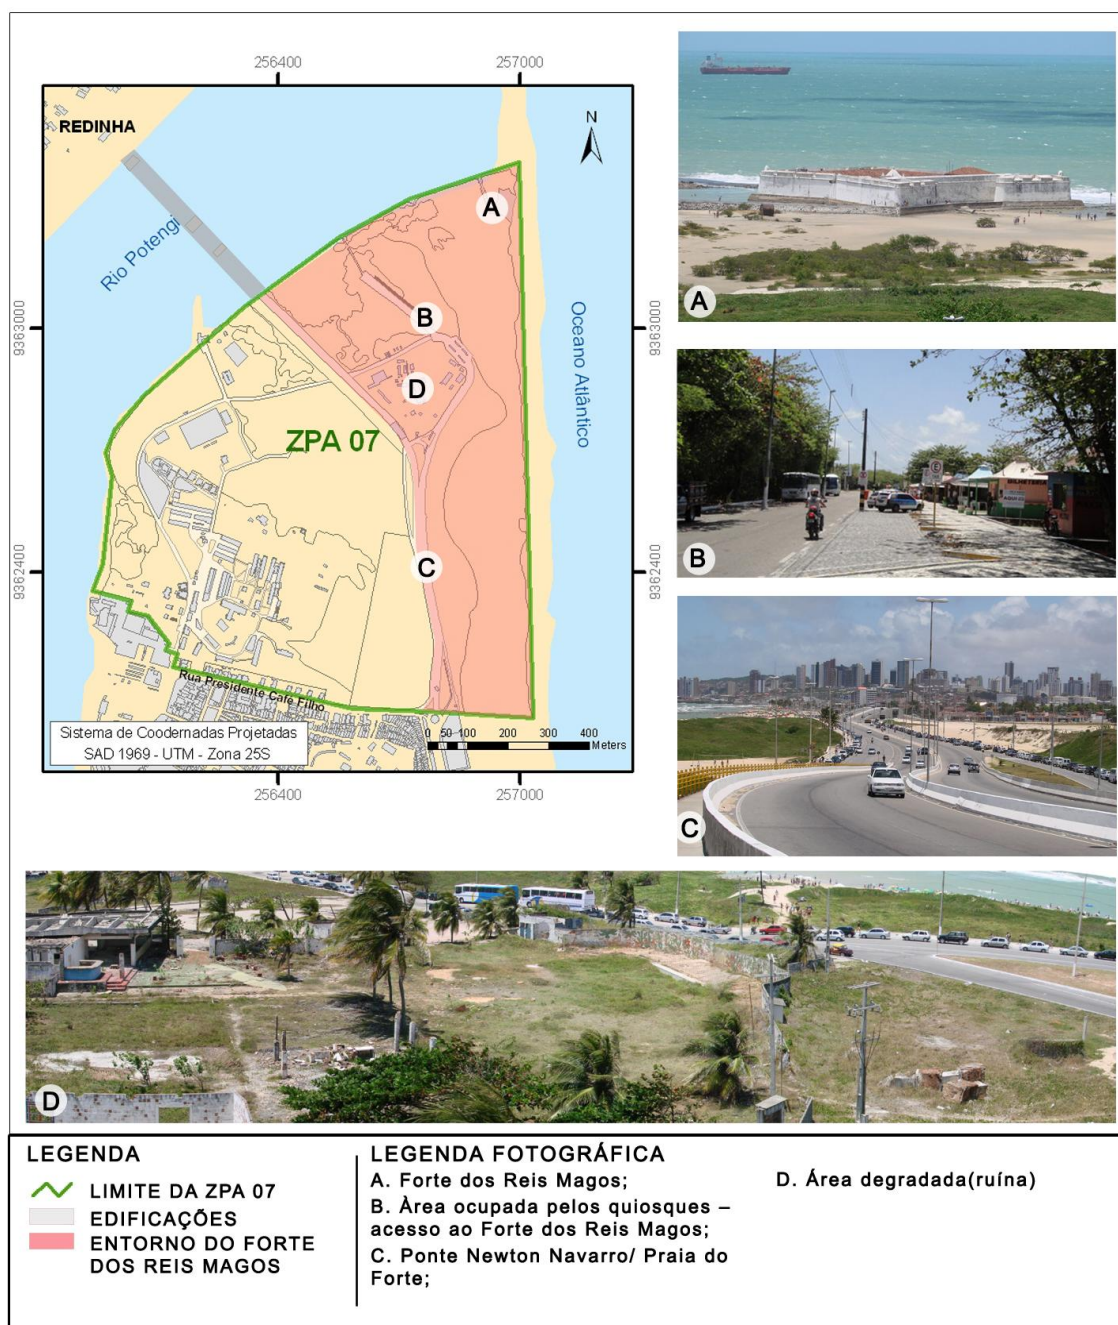 256400
257000
REDINHA
N
A
Rio Potengi
9363000
9363000
B
Oceano Atlântico
D
ZPA 07
C
9362400
9362400
Rua Presidente Cafe Filho
Sistema de Coodernadas Projetadas
SAD 1969 - UTM - Zona 25S
0 50 100 200 300 400
Meters
256400
257000
A
E
B
C
D
LEGENDA
LIMITE DA ZPA 07
EDIFICAÇÕES
ENTORNO DO FORTE
DOS REIS MAGOS
LEGENDA FOTOGRÁFICA
A. Forte dos Reis Magos;
B. Àrea ocupada pelos quiosques –
acesso ao Forte dos Reis Magos;
C. Ponte Newton Navarro/ Praia do
Forte;
D. Área degradada(ruína)